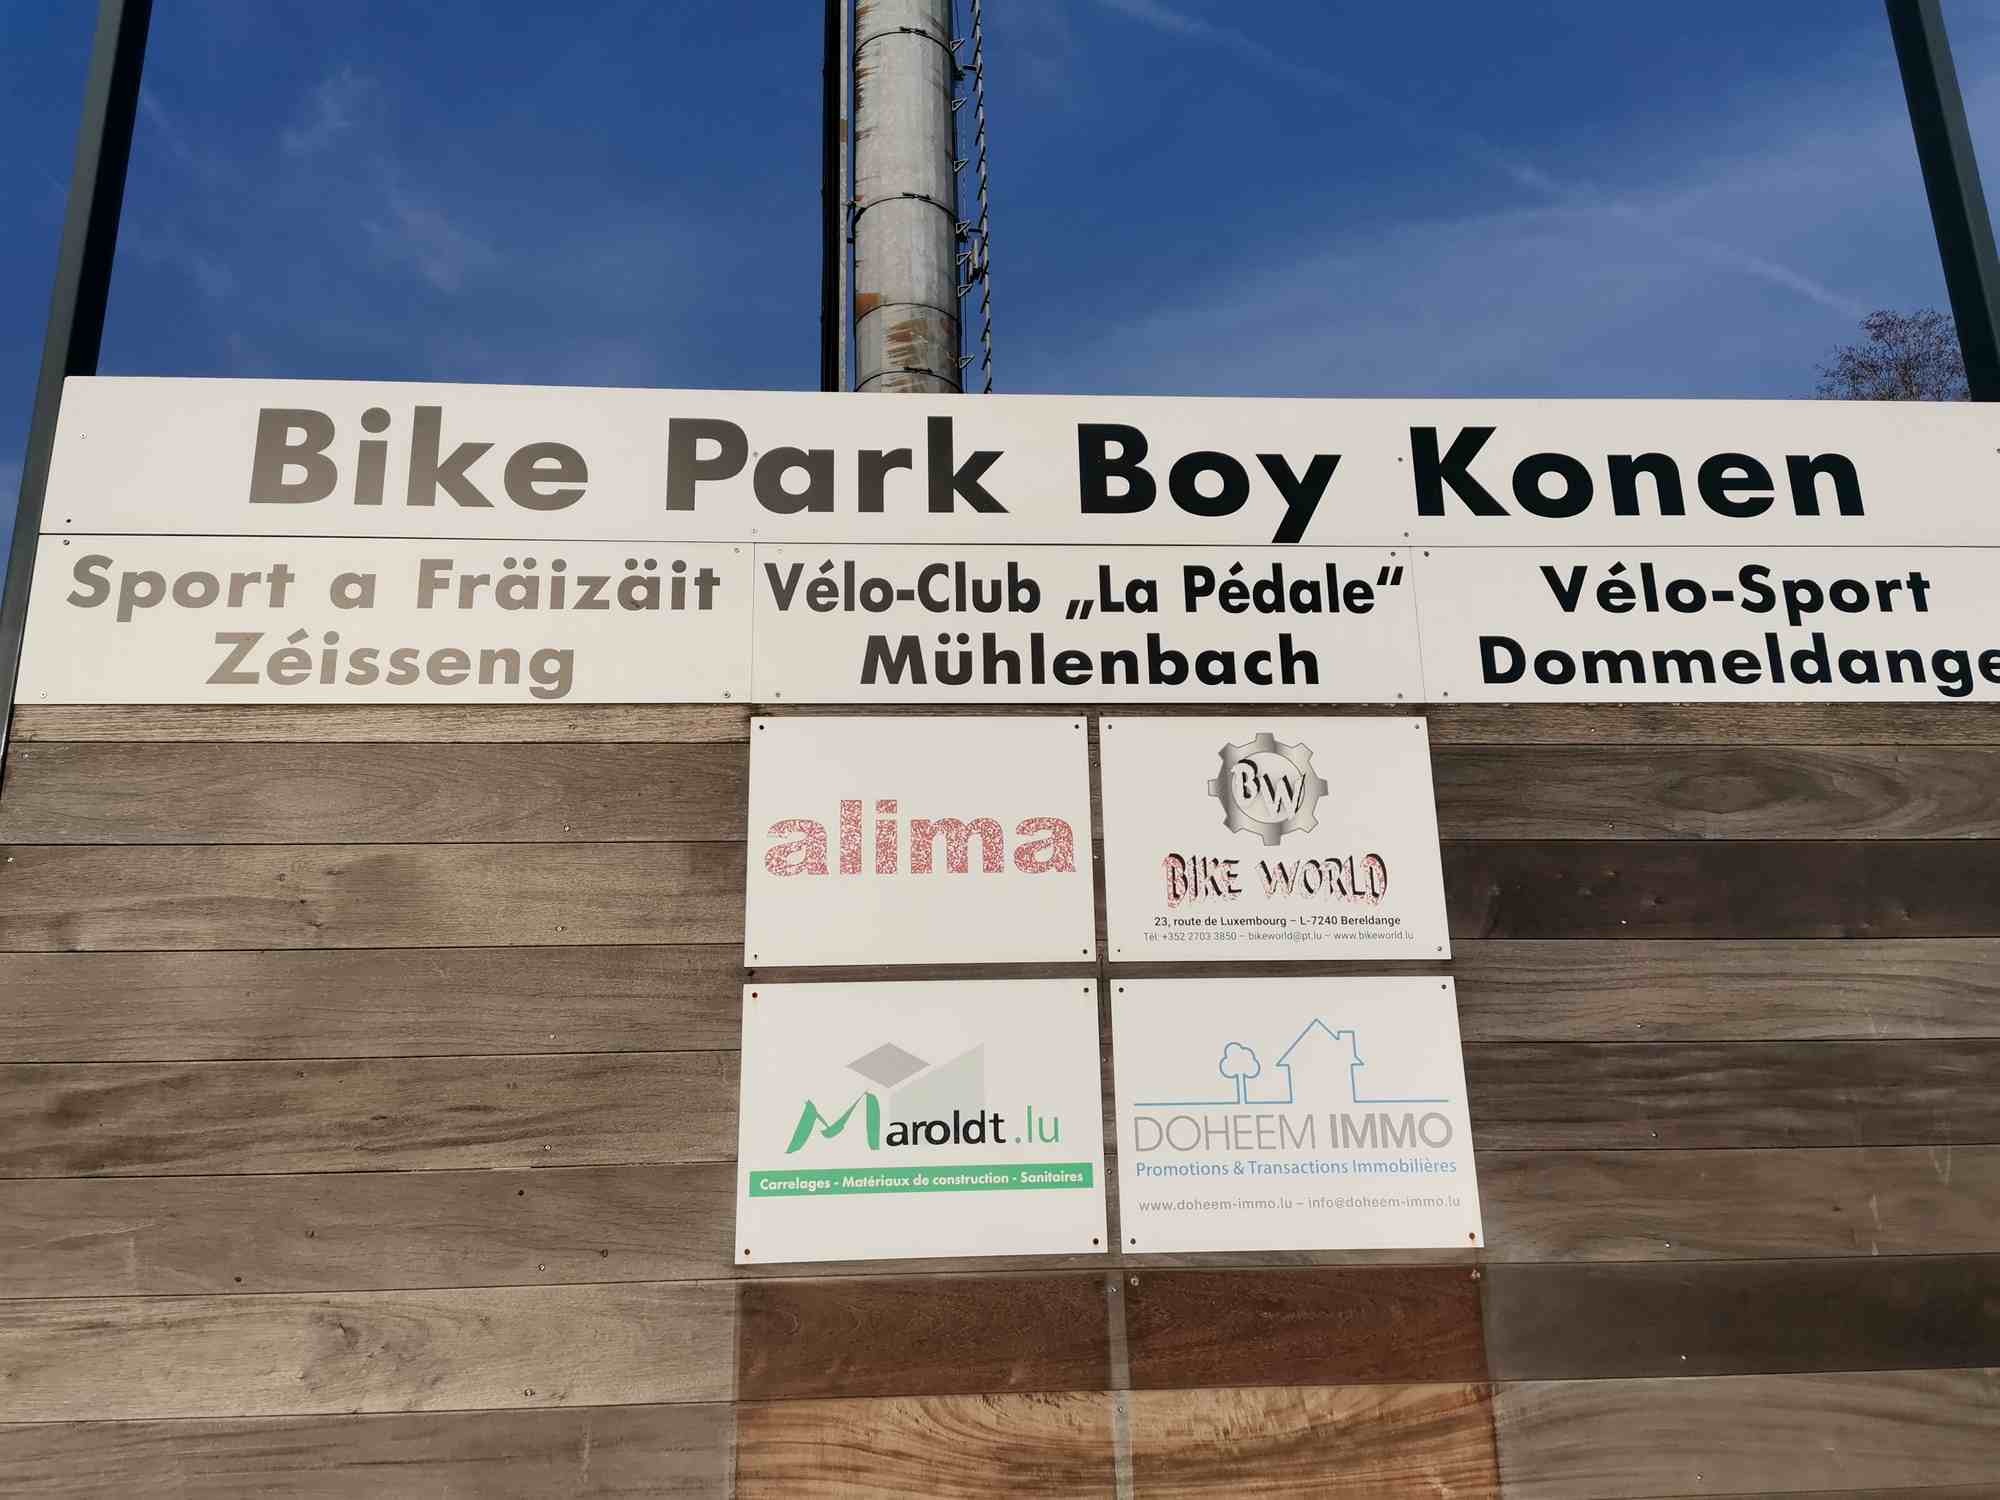 Bike Park Boy Konen
Sport a Fräizäit
Zéisseng
Vélo-Club „La Pédale“
Mühlenbach
Vélo-Sport
Dommeldange
alima
BW
BIKE WORLD
23, route de Luxembourg – L-7240 Bereldange
Tél: +352 2703 3850 – bikeworld@pt.lu – www.bikeworld.lu
Maroldt.lu
Carrelages - Matériaux de construction - Sanitaires
DOHEEM IMMO
Promotions & Transactions Immobilières
www.doheem-immo.lu – info@doheem-immo.lu